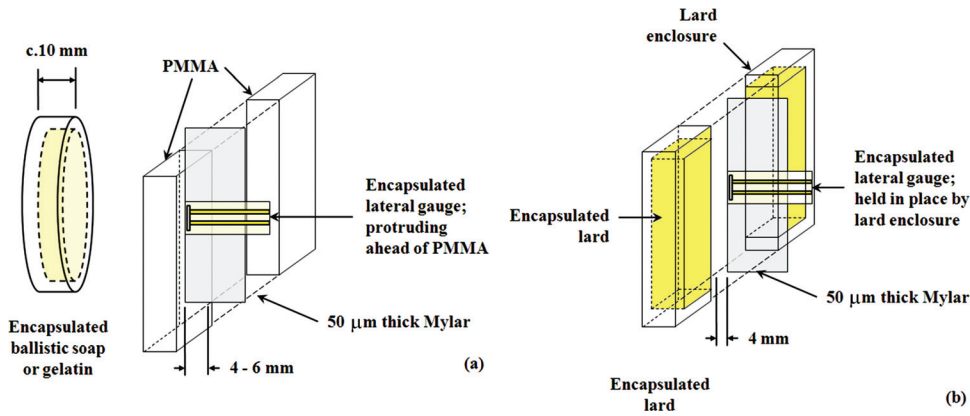 c.10 mm
PMMA
Encapsulated
lateral gauge;
protruding
ahead of PMMA
50 μm thick Mylar
4 - 6 mm
Encapsulated
ballistic soap
or gelatin
(a)
Lard
enclosure
Encapsulated
lard
Encapsulated
lateral gauge;
held in place by
lard enclosure
50 μm thick Mylar
4 mm
Encapsulated
lard
(b)